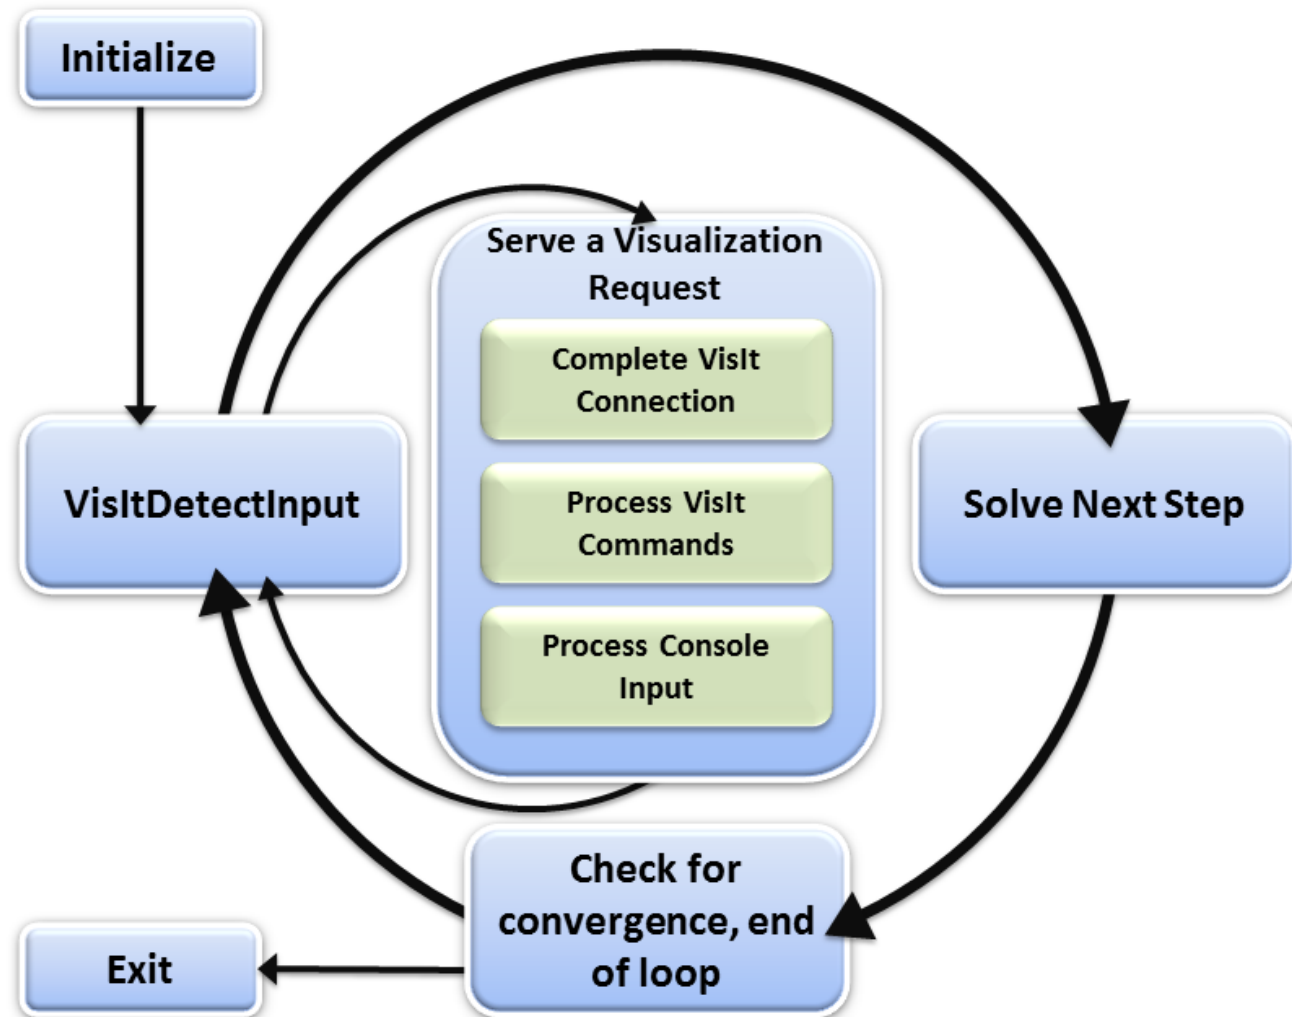 Initialize
Serve a Visualization
Request
Complete VisIt
Connection
Process VisIt
Commands
Process Console
Input
VisItDetectInput
Solve Next Step
Check for
convergence, end
of loop
Exit